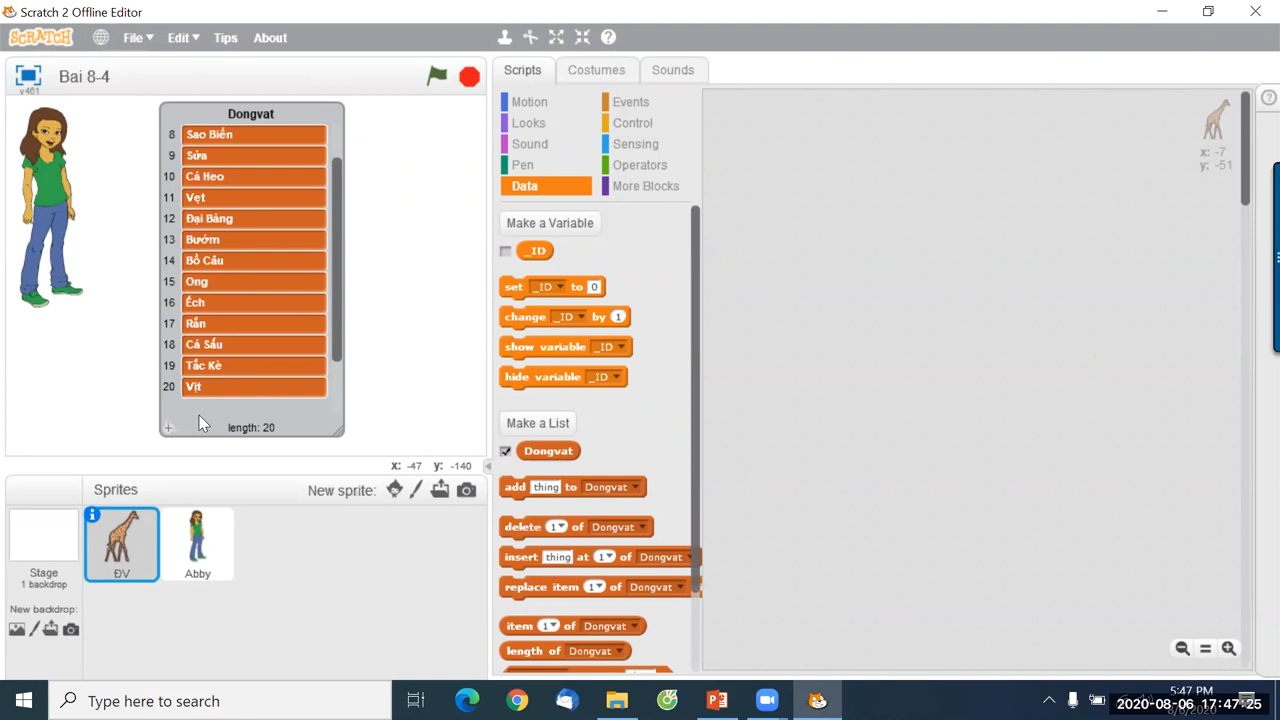 Scratch 2 Offline Editor
SCRATCH File Edit Tips About
v461 Bai 8-4
Scripts Costumes Sounds
Dongvat
8 Sao Biển
9 Sứa
10 Cá Heo
11 Vẹt
12 Đại Bàng
13 Bướm
14 Bồ Câu
15 Ong
16 Ếch
17 Rắn
18 Cá Sấu
19 Tắc Kè
20 Vịt
+ length: 20
x: -47 y: -140
Motion Events
Looks Control
Sound Sensing
Pen Operators
Data More Blocks
Make a Variable
_ID
set _ID to 0
change _ID by 1
show variable _ID
hide variable _ID
Make a List
Dongvat
add thing to Dongvat
delete 1 of Dongvat
insert thing at 1 of Dongvat
replace item 1 of Dongvat
item 1 of Dongvat
length of Dongvat
x: -7
y: -51
Sprites New sprite:
Stage
1 backdrop
New backdrop:
ĐV
Abby
Type here to search
5:47 PM
2020-08-06 17:47:25